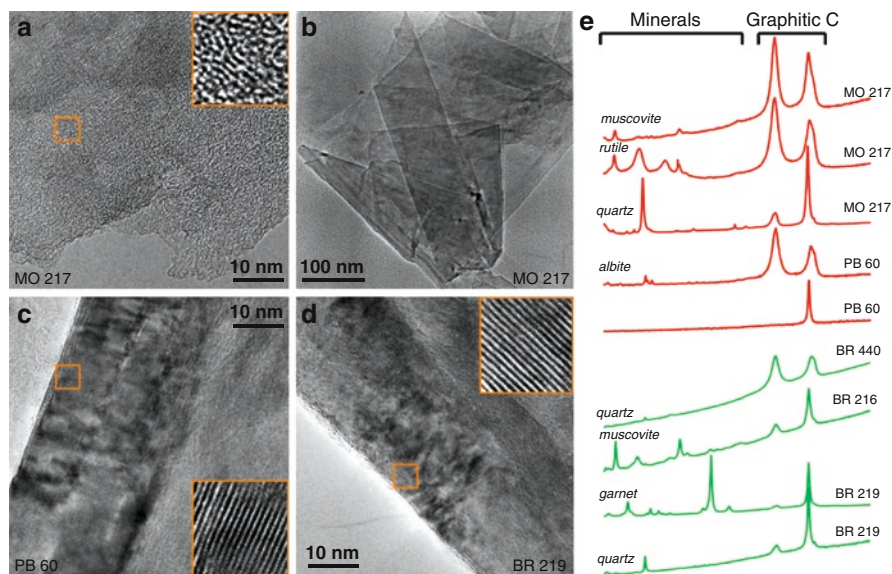 a
MO 217
10 nm
b
100 nm
MO 217
c
10 nm
PB 60
d
10 nm
BR 219
e
Minerals Graphitic C
MO 217
muscovite
rutile
MO 217
quartz
MO 217
albite
PB 60
PB 60
BR 440
quartz
BR 216
muscovite
garnet
BR 219
BR 219
quartz